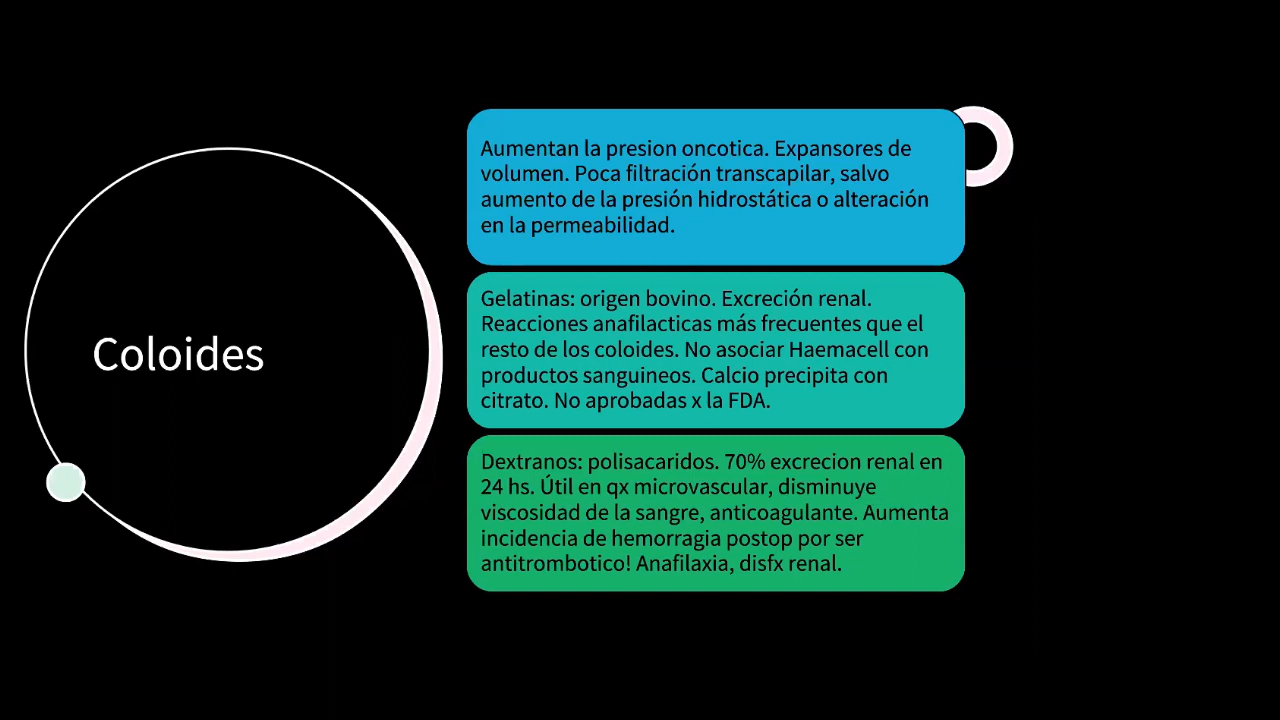 Coloides
Aumentan la presion oncotica. Expansores de
volumen. Poca filtración transcapilar, salvo
aumento de la presión hidrostática o alteración
en la permeabilidad.
Gelatinas: origen bovino. Excreción renal.
Reacciones anafilacticas más frecuentes que el
resto de los coloides. No asociar Haemacell con
productos sanguineos. Calcio precipita con
citrato. No aprobadas x la FDA.
Dextranos: polisacaridos. 70% excrecion renal en
24 hs. Útil en qx microvascular, disminuye
viscosidad de la sangre, anticoagulante. Aumenta
incidencia de hemorragia postop por ser
antitrombotico! Anafilaxia, disfx renal.